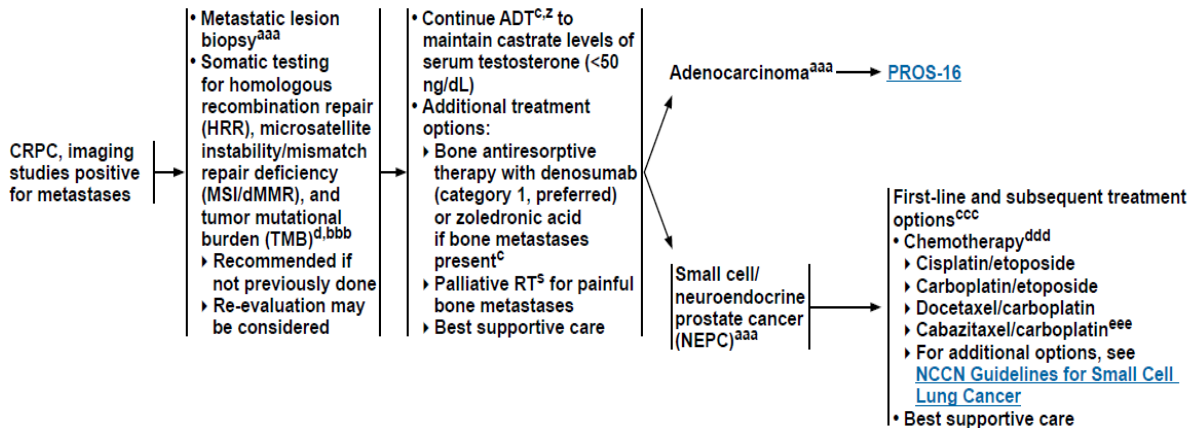 CRPC, imaging
studies positive
for metastases
• Metastatic lesion
biopsyaaa
• Somatic testing
for homologous
recombination repair
(HRR), microsatellite
instability/mismatch
repair deficiency
(MSI/dMMR), and
tumor mutational
burden (TMB)d,bbb
▸ Recommended if
not previously done
▸ Re-evaluation may
be considered
• Continue ADTc,z to
maintain castrate levels of
serum testosterone (<50
ng/dL)
• Additional treatment
options:
▸ Bone antiresorptive
therapy with denosumab
(category 1, preferred)
or zoledronic acid
if bone metastases
presentc
▸ Palliative RTs for painful
bone metastases
▸ Best supportive care
Adenocarcinomaaaa
PROS-16
Small cell/
neuroendocrine
prostate cancer
(NEPC)aaa
First-line and subsequent treatment
optionsccc
• Chemotherapyddd
▸ Cisplatin/etoposide
▸ Carboplatin/etoposide
▸ Docetaxel/carboplatin
▸ Cabazitaxel/carboplatineee
▸ For additional options, see
NCCN Guidelines for Small Cell
Lung Cancer
• Best supportive care